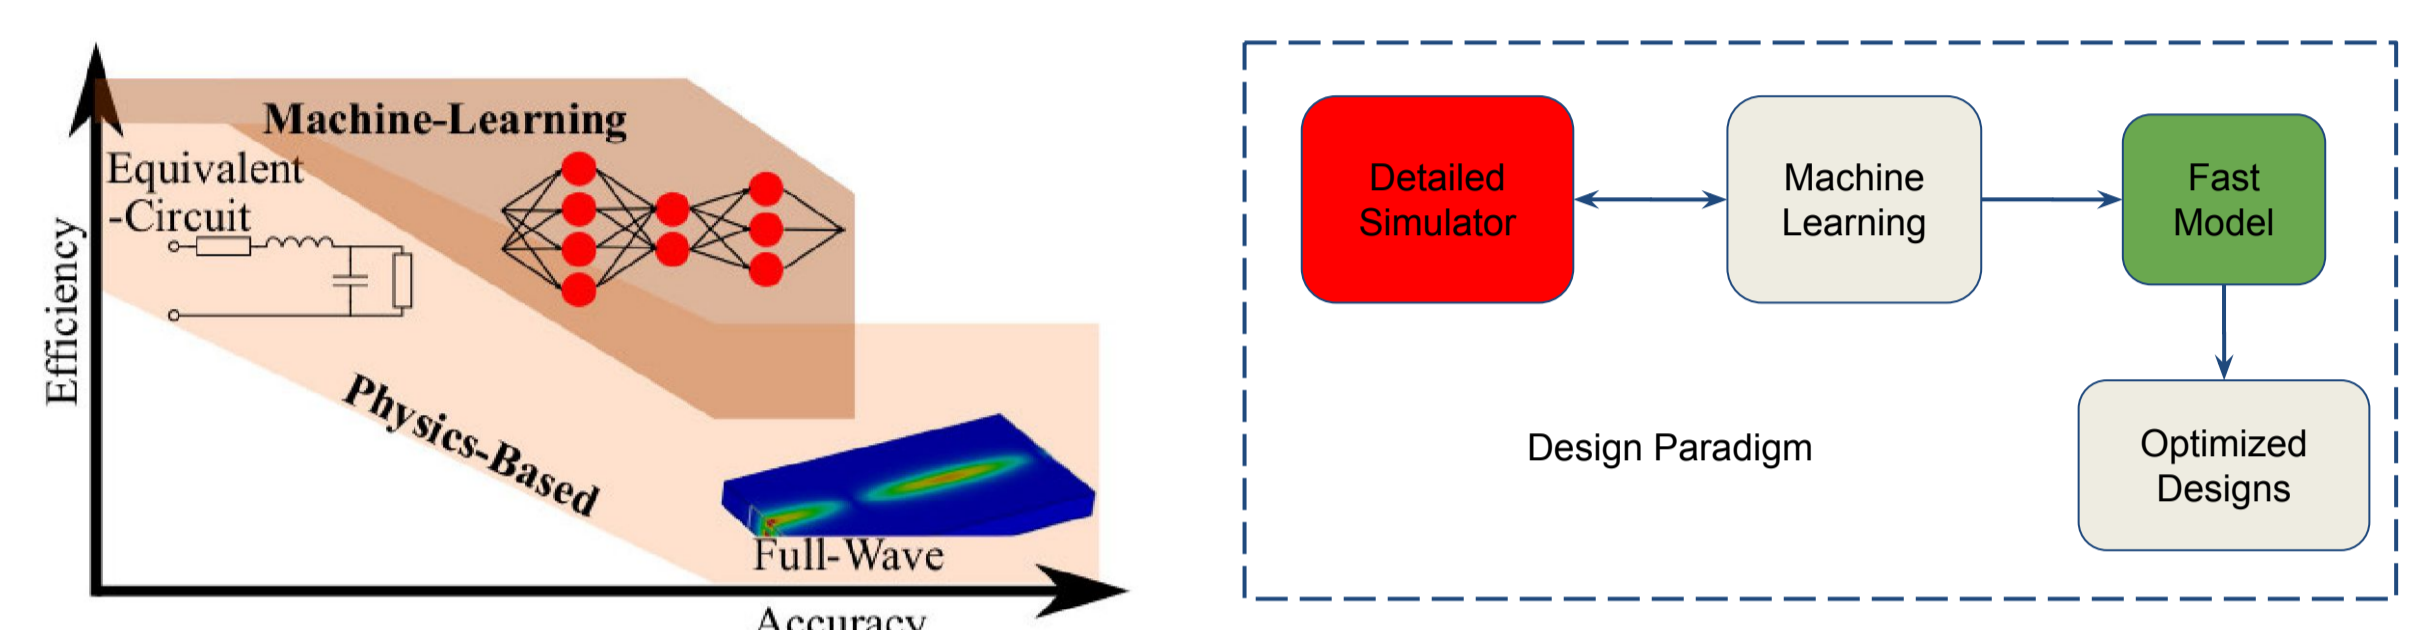 Machine-Learning
Equivalent
-Circuit
Efficiency
Physics-Based
Full-Wave
Accuracy
Detailed
Simulator
Machine
Learning
Fast
Model
Design Paradigm
Optimized
Designs